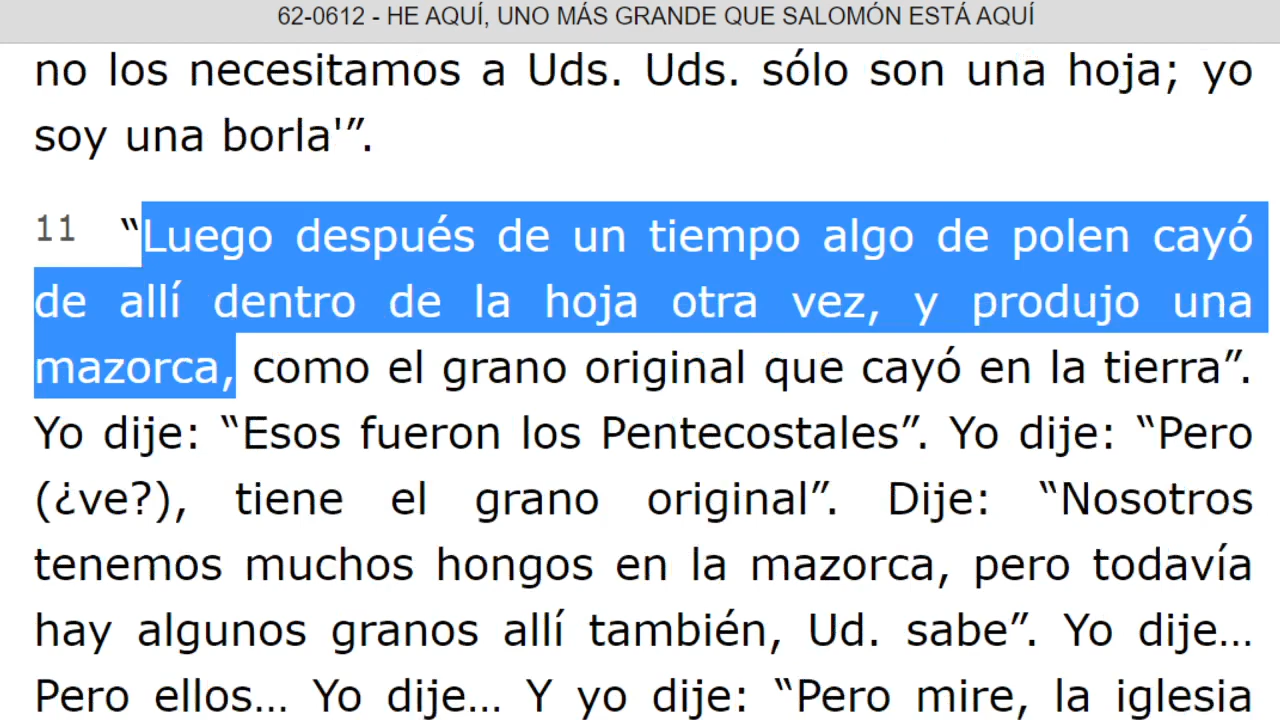 62-0612 - HE AQUÍ, UNO MÁS GRANDE QUE SALOMÓN ESTÁ AQUÍ
no los necesitamos a Uds. Uds. sólo son una hoja; yo
soy una borla'”.
11 “Luego después de un tiempo algo de polen cayó
de allí dentro de la hoja otra vez, y produjo una
mazorca, como el grano original que cayó en la tierra”.
Yo dije: “Esos fueron los Pentecostales”. Yo dije: “Pero
(¿ve?), tiene el grano original”. Dije: “Nosotros
tenemos muchos hongos en la mazorca, pero todavía
hay algunos granos allí también, Ud. sabe”. Yo dije…
Pero ellos… Yo dije… Y yo dije: “Pero mire, la iglesia